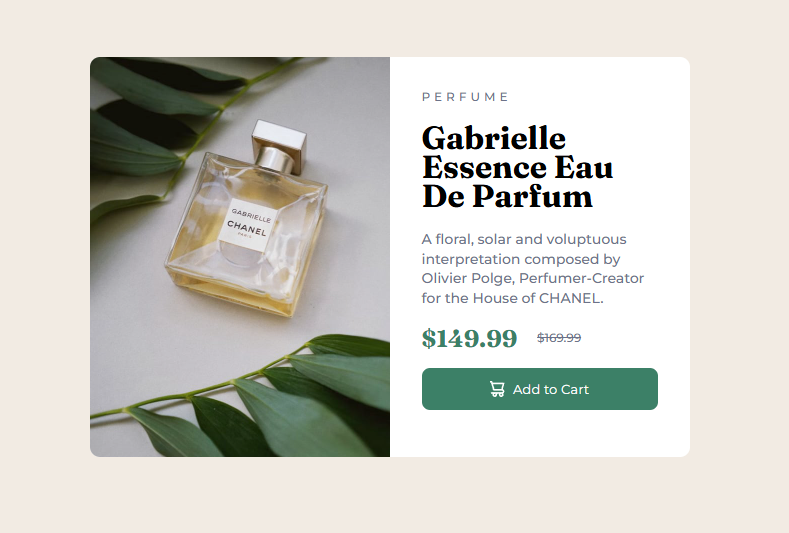 GABRIELLE
CHANEL
PARIS
PERFUME
Gabrielle
Essence Eau
De Parfum
A floral, solar and voluptuous
interpretation composed by
Olivier Polge, Perfumer-Creator
for the House of CHANEL.
$149.99 $169.99
Add to Cart